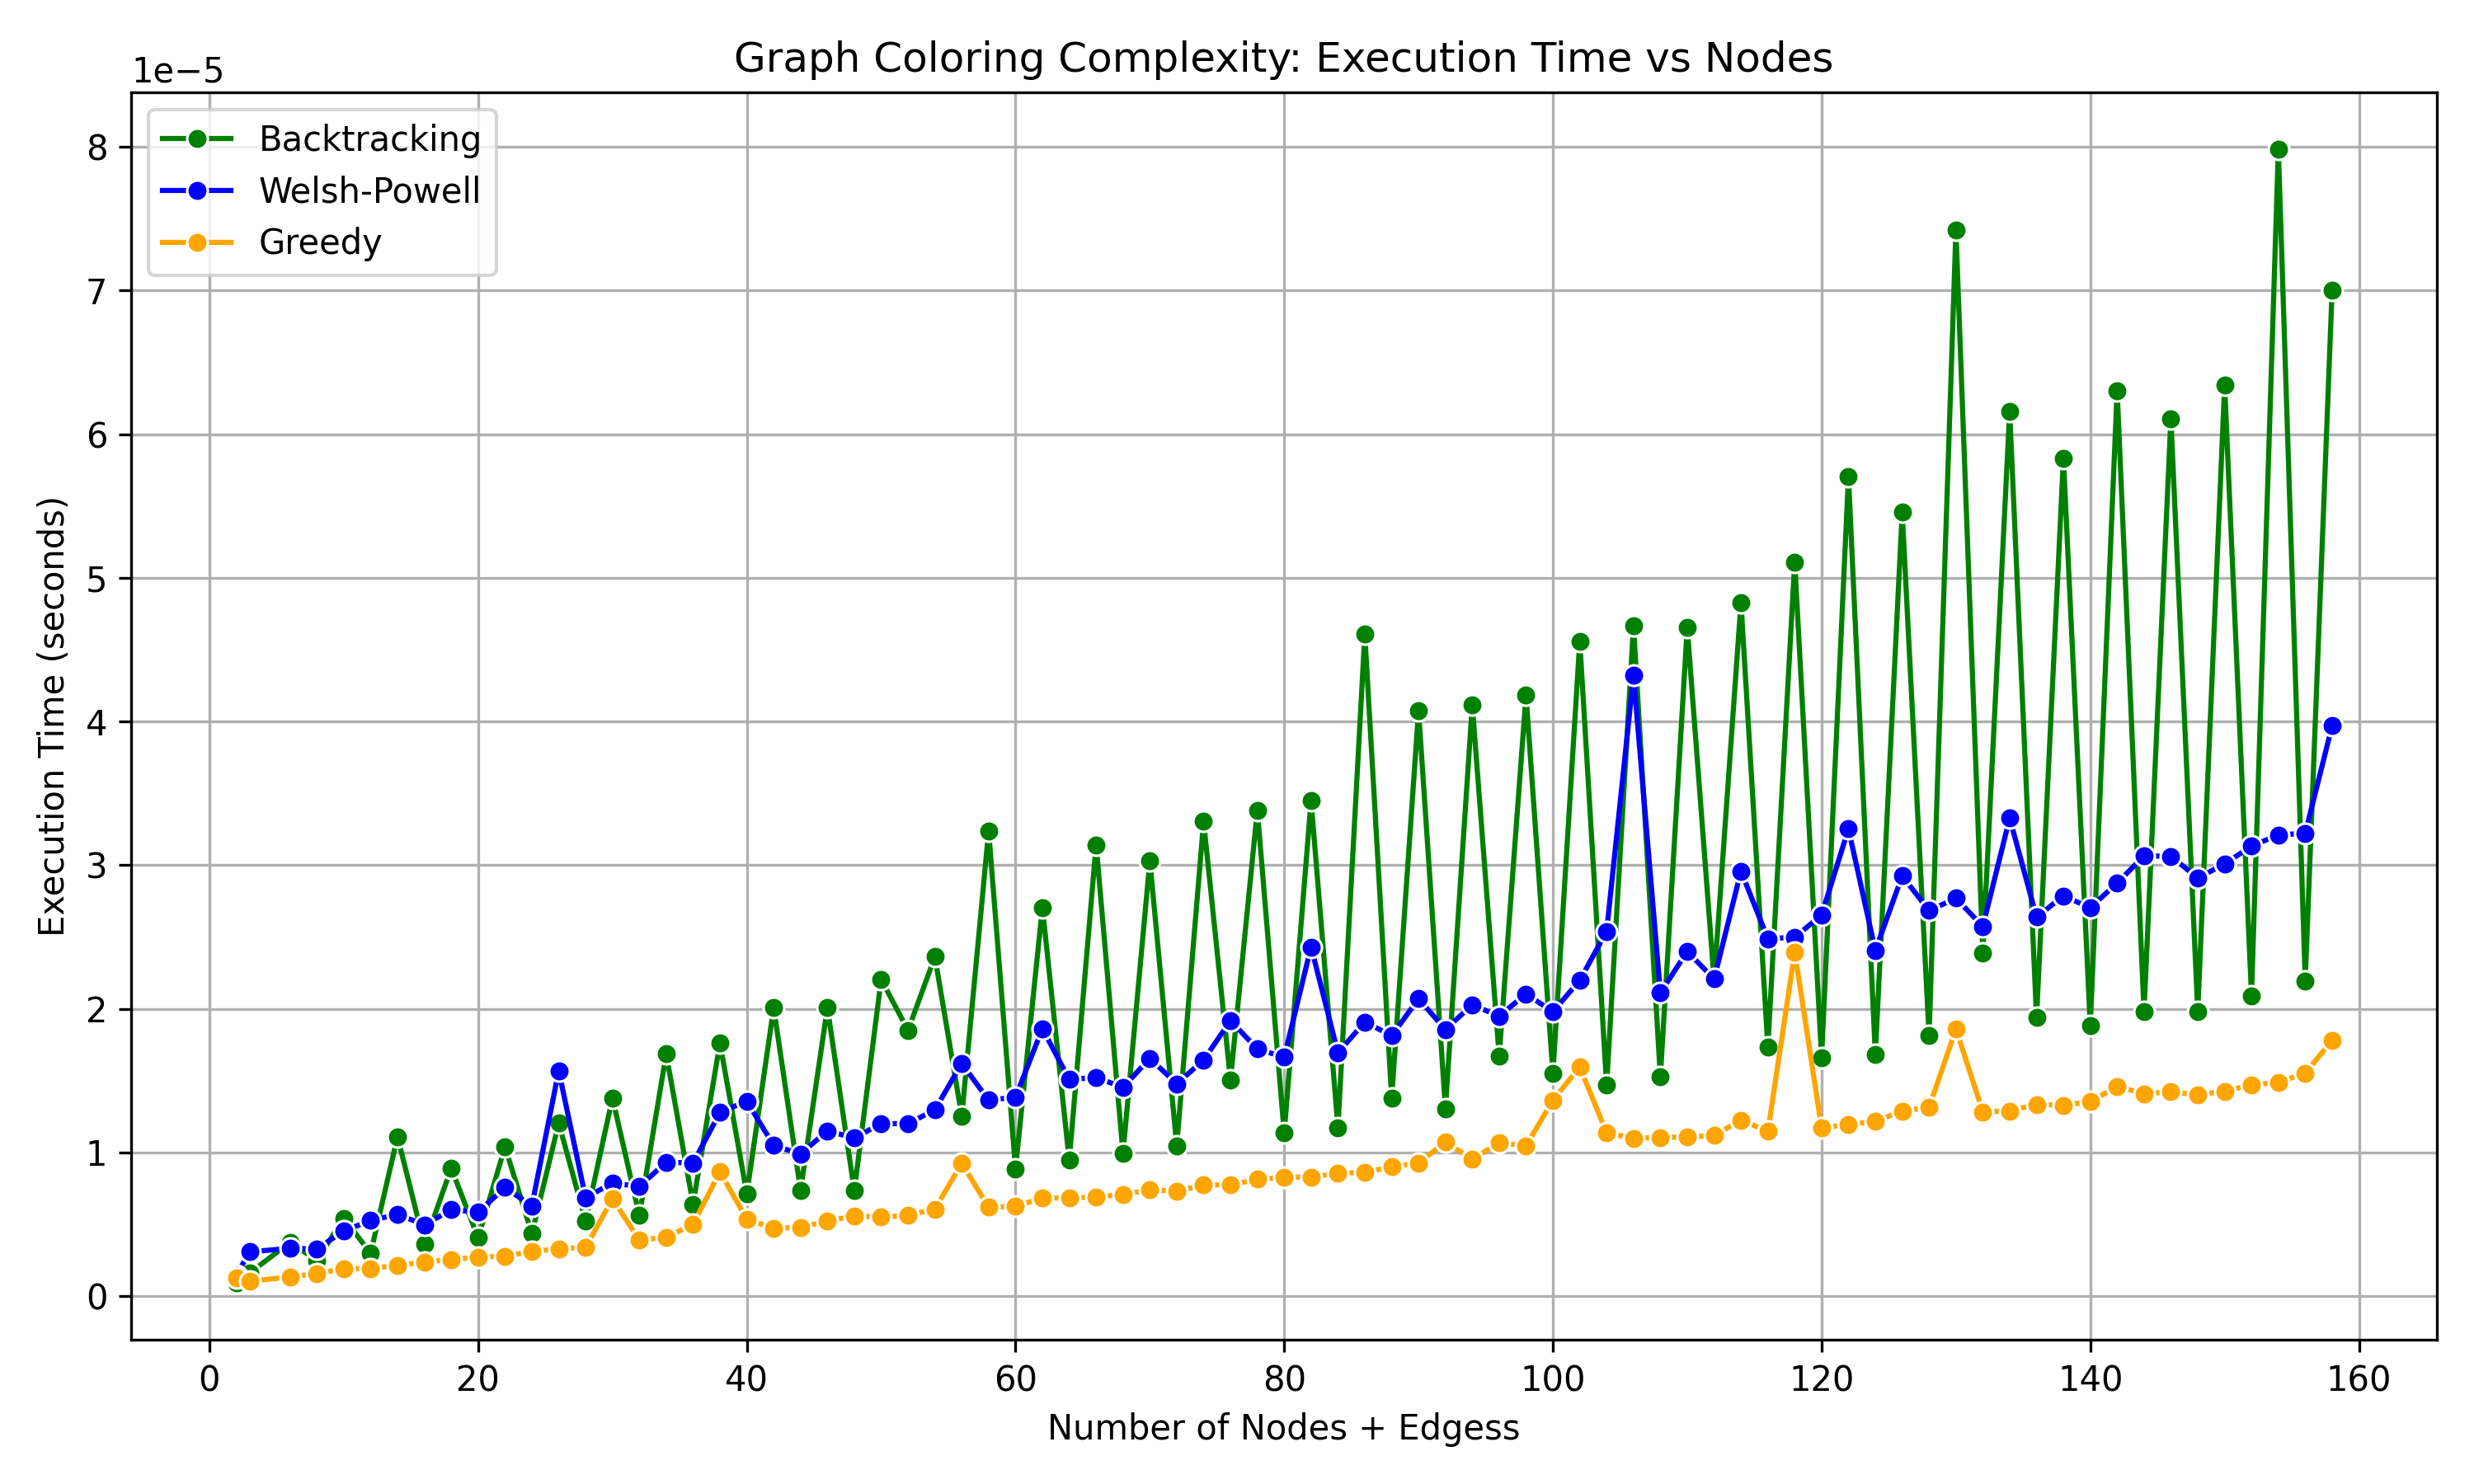 Graph Coloring Complexity: Execution Time vs Nodes
1e−5
Backtracking
Welsh-Powell
Greedy
8
7
6
5
4
3
2
1
0
Execution Time (seconds)
0 20 40 60 80 100 120 140 160
Number of Nodes + Edgess